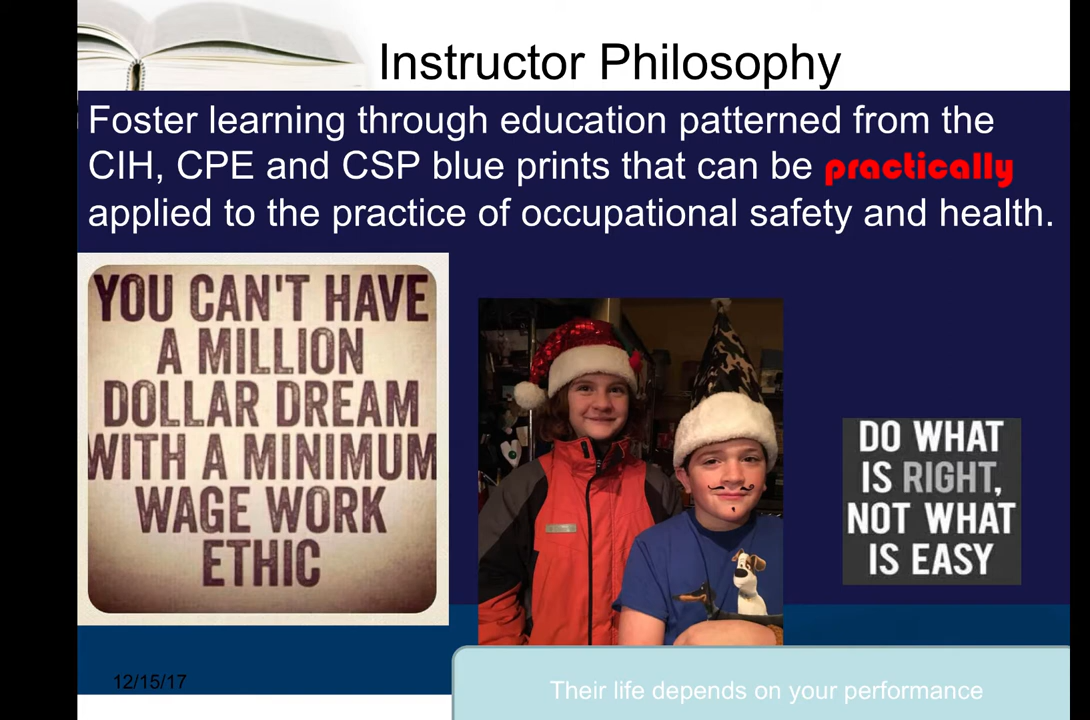 Instructor Philosophy
Foster learning through education patterned from the
CIH, CPE and CSP blue prints that can be practically
applied to the practice of occupational safety and health.
YOU CAN'T HAVE
A MILLION
DOLLAR DREAM
WITH A MINIMUM
WAGE WORK
ETHIC
DO WHAT
IS RIGHT,
NOT WHAT
IS EASY
12/15/17
Their life depends on your performance